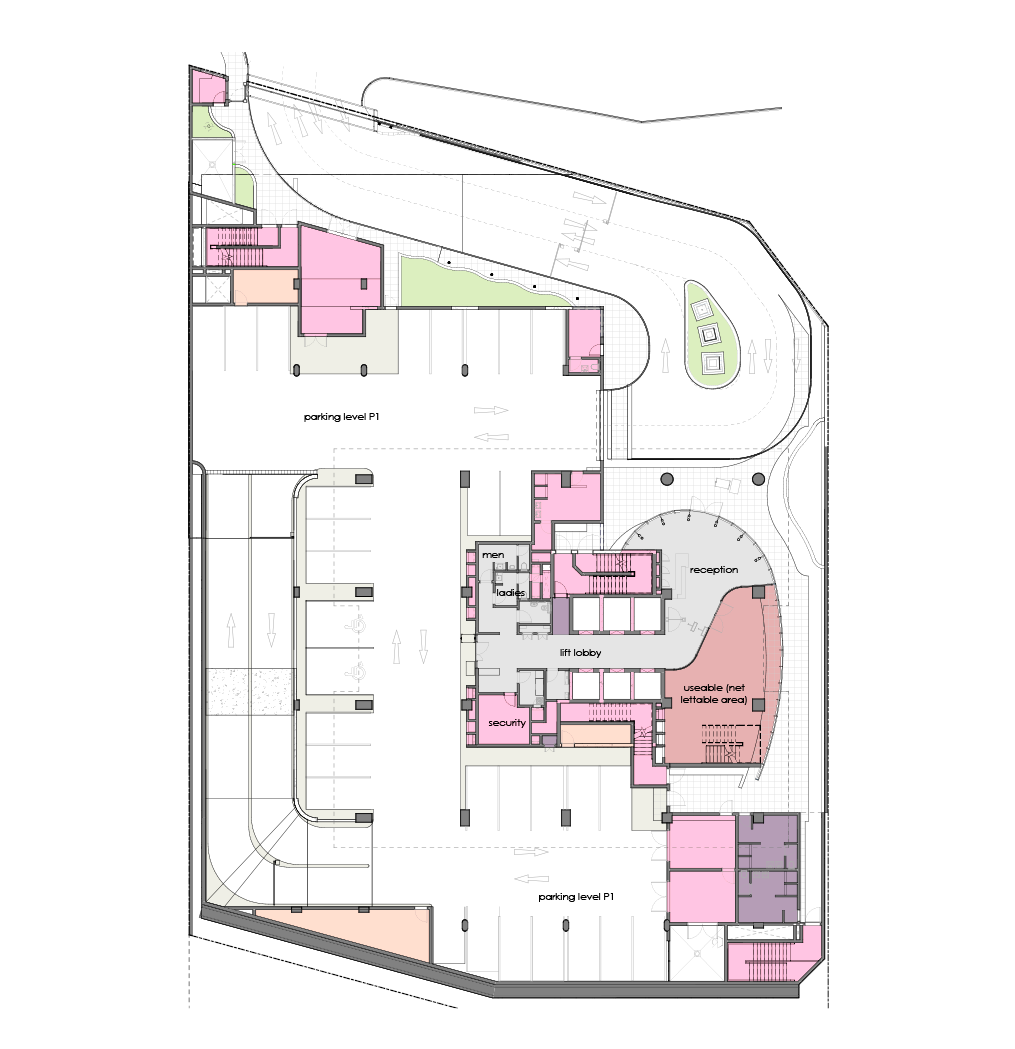 parking level P1
men
reception
ladies
lift lobby
useable (net
lettable area)
security
parking level P1